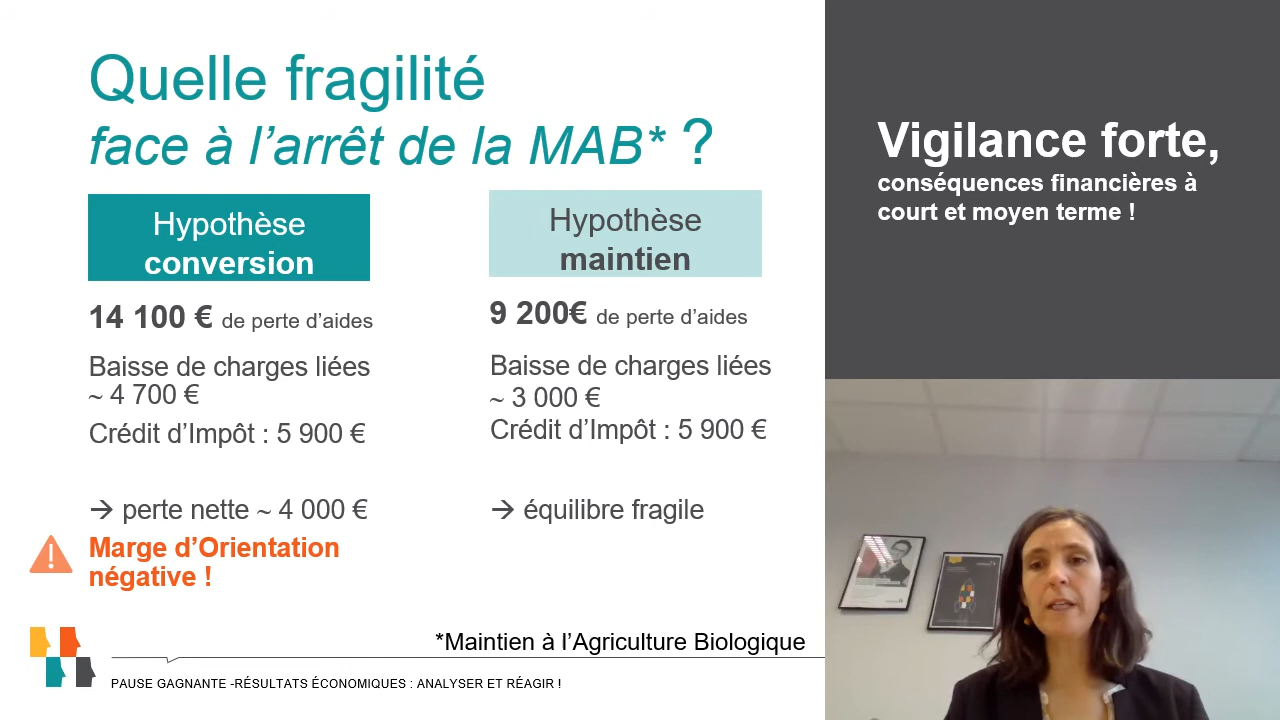 Quelle fragilité
face à l’arrêt de la MAB* ?
Hypothèse
conversion
14 100 € de perte d’aides
Baisse de charges liées
~ 4 700 €
Crédit d’Impôt : 5 900 €
→ perte nette ~ 4 000 €
Marge d’Orientation
négative !
Hypothèse
maintien
9 200€ de perte d’aides
Baisse de charges liées
~ 3 000 €
Crédit d’Impôt : 5 900 €
→ équilibre fragile
*Maintien à l’Agriculture Biologique
PAUSE GAGNANTE -RÉSULTATS ÉCONOMIQUES : ANALYSER ET RÉAGIR !
Vigilance forte,
conséquences financières à
court et moyen terme !